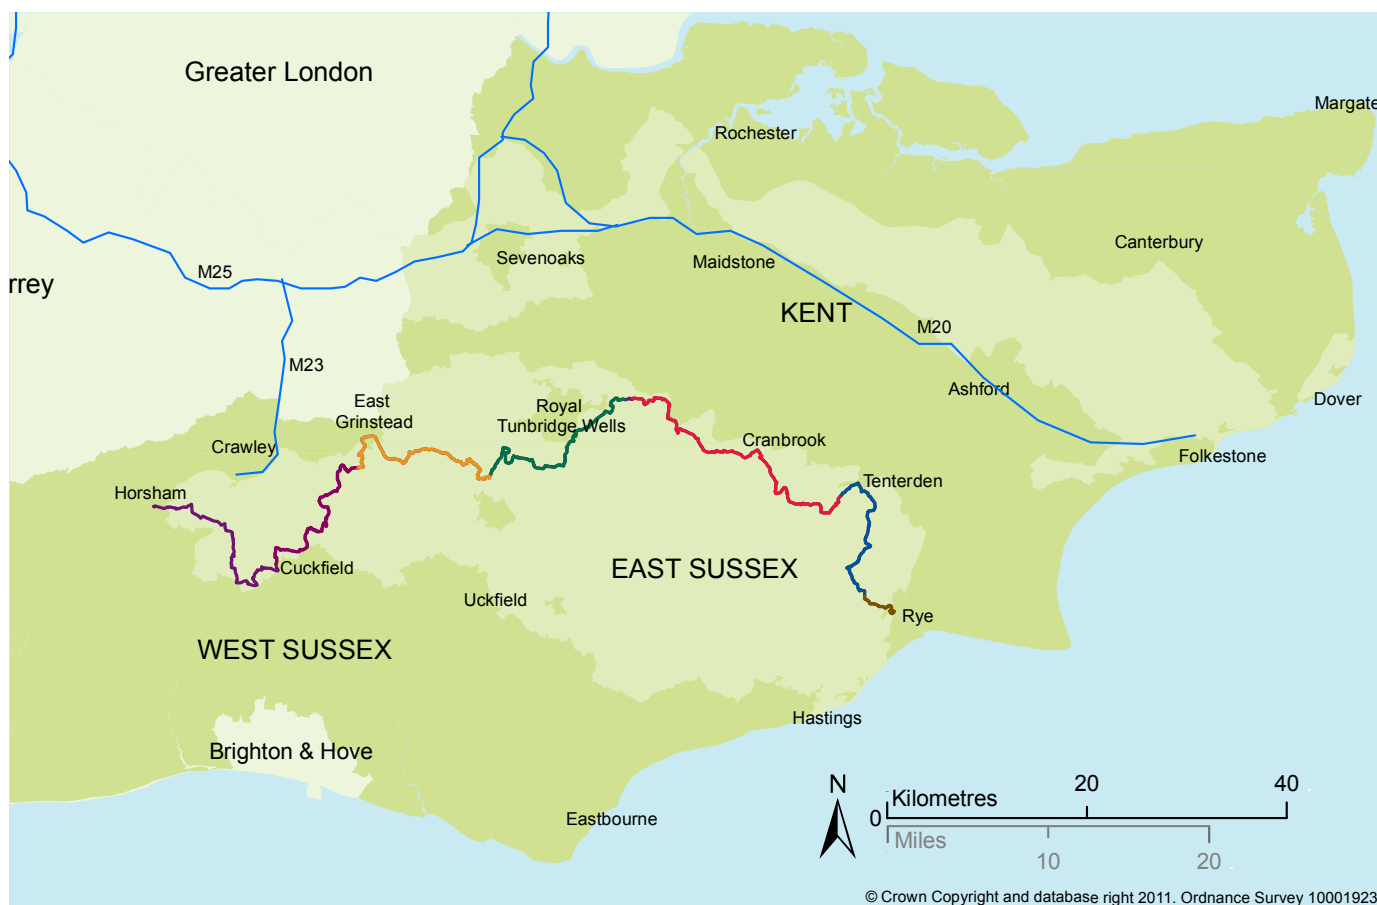 Greater London
Margate
Rochester
Canterbury
Sevenoaks
Maidstone
M25
rrey
KENT
M20
M23
Ashford
Dover
East
Grinstead
Royal
Tunbridge Wells
Crawley
Cranbrook
Folkestone
Horsham
Tenterden
Cuckfield
EAST SUSSEX
Uckfield
Rye
WEST SUSSEX
Hastings
Brighton & Hove
N
Kilometres
20
40
0
Eastbourne
Miles
10
20
© Crown Copyright and database right 2011. Ordnance Survey 10001923